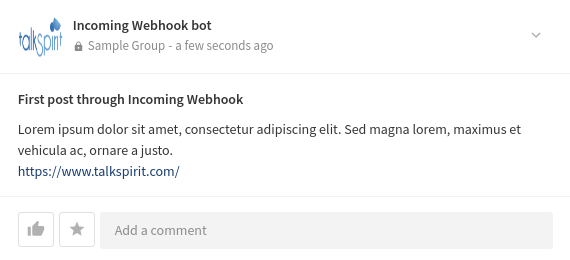 talkspirit
Incoming Webhook bot
Sample Group - a few seconds ago
First post through Incoming Webhook
Lorem ipsum dolor sit amet, consectetur adipiscing elit. Sed magna lorem, maximus et
vehicula ac, ornare a justo.
https://www.talkspirit.com/
Add a comment